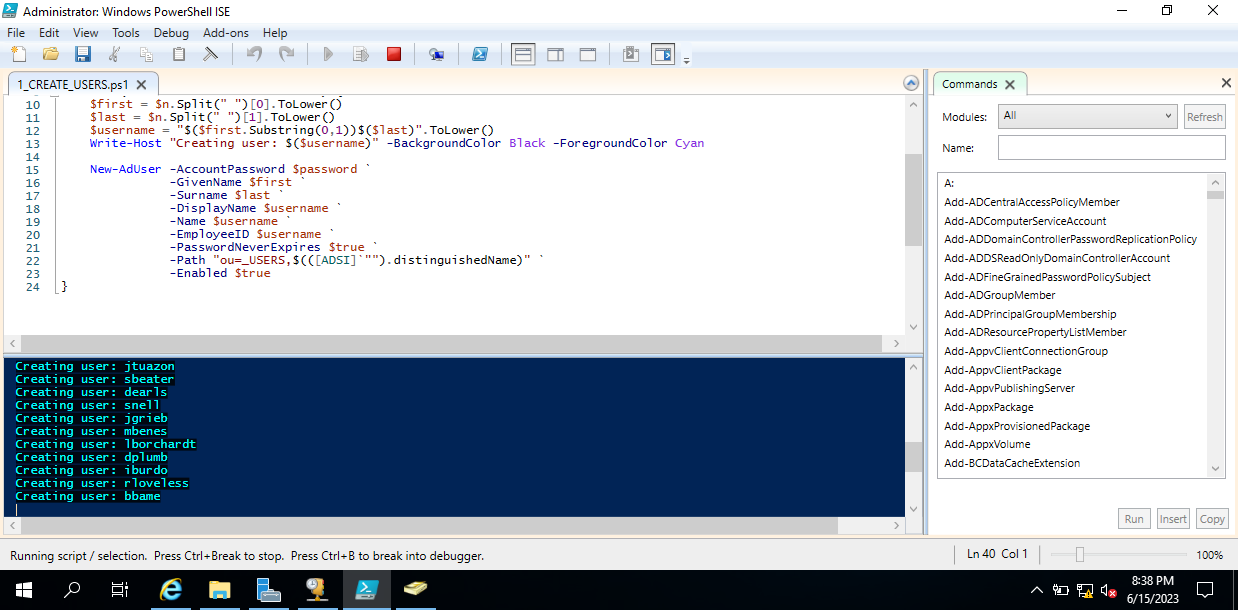 Administrator: Windows PowerShell ISE
File Edit View Tools Debug Add-ons Help
1_CREATE_USERS.ps1
10 $first = $n.Split(" ")[0].ToLower()
11 $last = $n.Split(" ")[1].ToLower()
12 $username = "$($first.Substring(0,1))$($last)".ToLower()
13 Write-Host "Creating user: $($username)" -BackgroundColor Black -ForegroundColor Cyan
14
15 New-AdUser -AccountPassword $password `
16 -GivenName $first `
17 -Surname $last `
18 -DisplayName $username `
19 -Name $username `
20 -EmployeeID $username `
21 -PasswordNeverExpires $true `
22 -Path "ou=_USERS,$(([ADSI]`"").distinguishedName)" `
23 -Enabled $true
24 }
Creating user: jtuazon
Creating user: sbeater
Creating user: dearls
Creating user: snell
Creating user: jgrieb
Creating user: mbenes
Creating user: lborchardt
Creating user: dplumb
Creating user: iburdo
Creating user: rloveless
Creating user: bbame
Commands
Modules: All Refresh
Name:
A:
Add-ADCentralAccessPolicyMember
Add-ADComputerServiceAccount
Add-ADDomainControllerPasswordReplicationPolicy
Add-ADDSReadOnlyDomainControllerAccount
Add-ADFineGrainedPasswordPolicySubject
Add-ADGroupMember
Add-ADPrincipalGroupMembership
Add-ADResourcePropertyListMember
Add-AppvClientConnectionGroup
Add-AppvClientPackage
Add-AppvPublishingServer
Add-AppxPackage
Add-AppxProvisionedPackage
Add-AppxVolume
Add-BCDataCacheExtension
Run Insert Copy
Running script / selection. Press Ctrl+Break to stop. Press Ctrl+B to break into debugger.
Ln 40 Col 1 100%
8:38 PM
6/15/2023